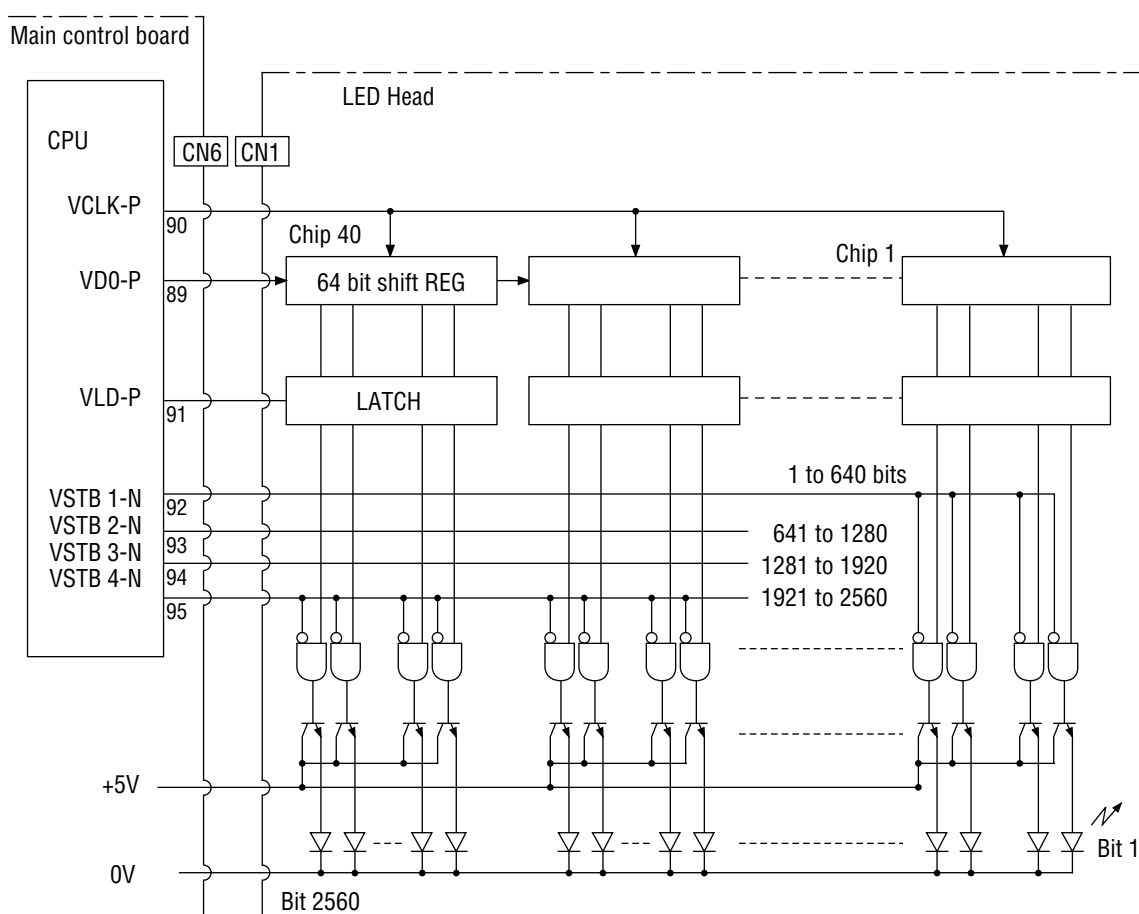 Main control board
LED Head
CPU
CN6
CN1
VCLK-P
90
Chip 40
Chip 1
VD0-P
89
64 bit shift REG
VLD-P
91
LATCH
1 to 640 bits
VSTB 1-N
92
VSTB 2-N
93
641 to 1280
VSTB 3-N
94
1281 to 1920
VSTB 4-N
95
1921 to 2560
+5V
Bit 1
0V
Bit 2560